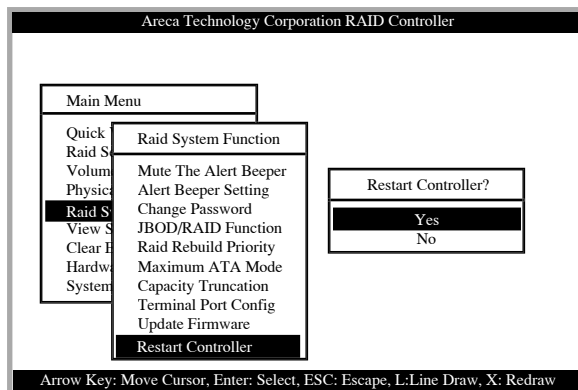 Areca Technology Corporation RAID Controller
Main Menu
Quick
Raid
Raid S
View S
Clear
System
Raid System Function
Mute The Alert Beeper
Alert Beeper Setting
Change Password
JBOD/RAID Function
Raid Rebuild Priority
Maximum ATA Mode
Capacity Truncation
Terminal Port Config
Update Firmware
Restart Controller
Restart Controller?
Yes
No
Arrow Key: Move Cursor, Enter: Select, ESC: Escape, L:Line Draw, X: Redraw